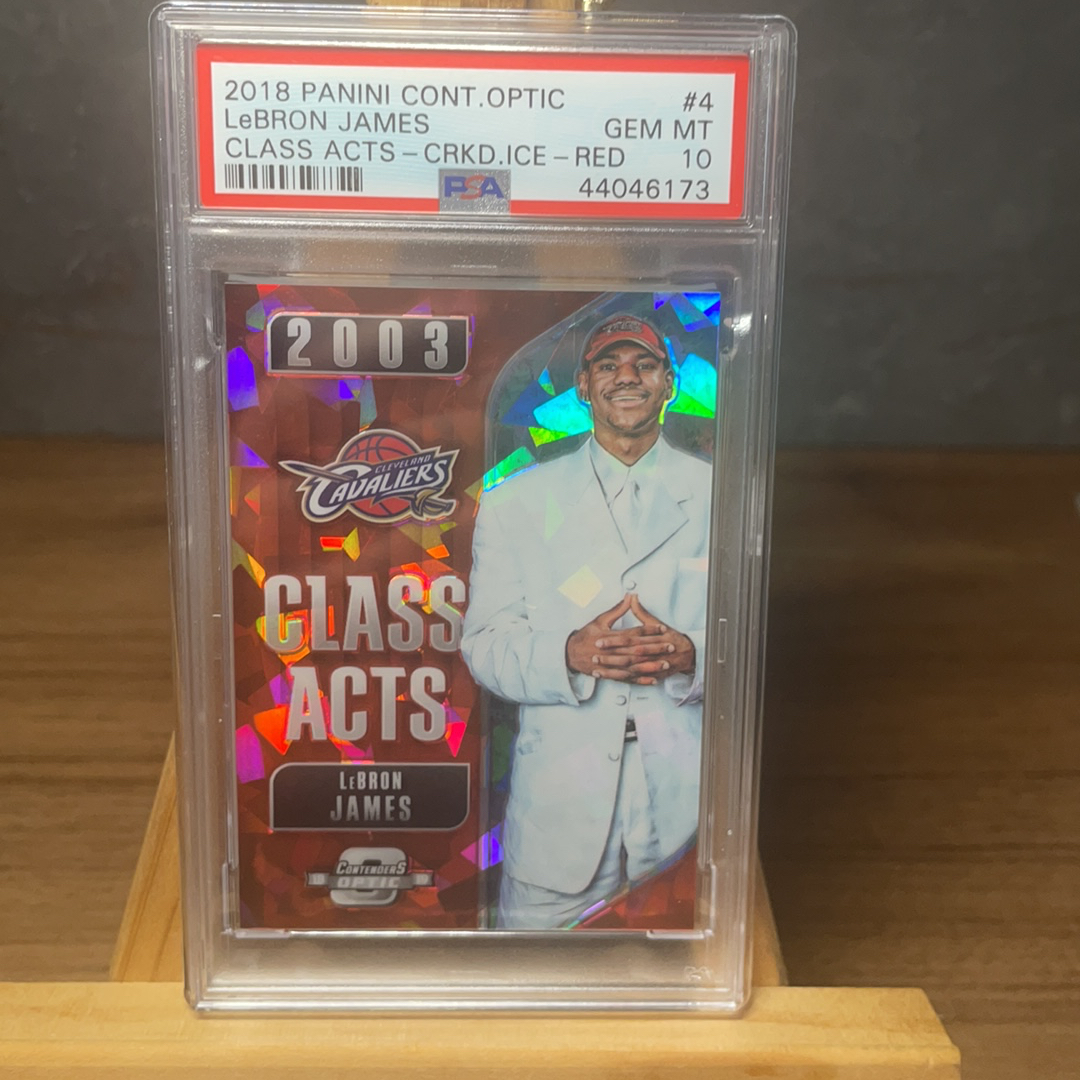 2018 PANINI CONT.OPTIC #4
LeBRON JAMES GEM MT
CLASS ACTS – CRKD.ICE – RED 10
PSA 44046173
2003
CLEVELAND
CAVALIERS
CLASS
ACTS
LeBRON
JAMES
CONTENDERS
OPTIC